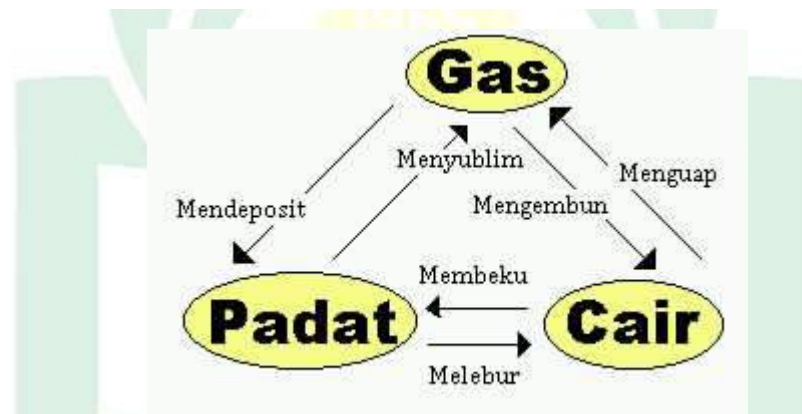 Gas
Menyublim
Menguap
Mendeposit
Mengembun
Membeku
Padat
Cair
Melebur